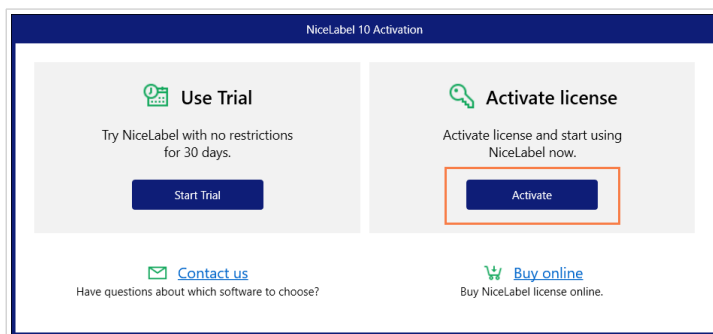 NiceLabel 10 Activation
Use Trial
Try NiceLabel with no restrictions
for 30 days.
Start Trial
Activate license
Activate license and start using
NiceLabel now.
Activate
Contact us
Have questions about which software to choose?
Buy online
Buy NiceLabel license online.